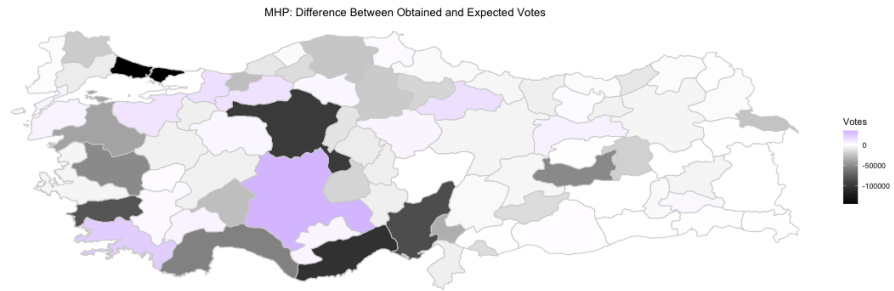 MHP: Difference Between Obtained and Expected Votes
Votes
0
-50000
-100000